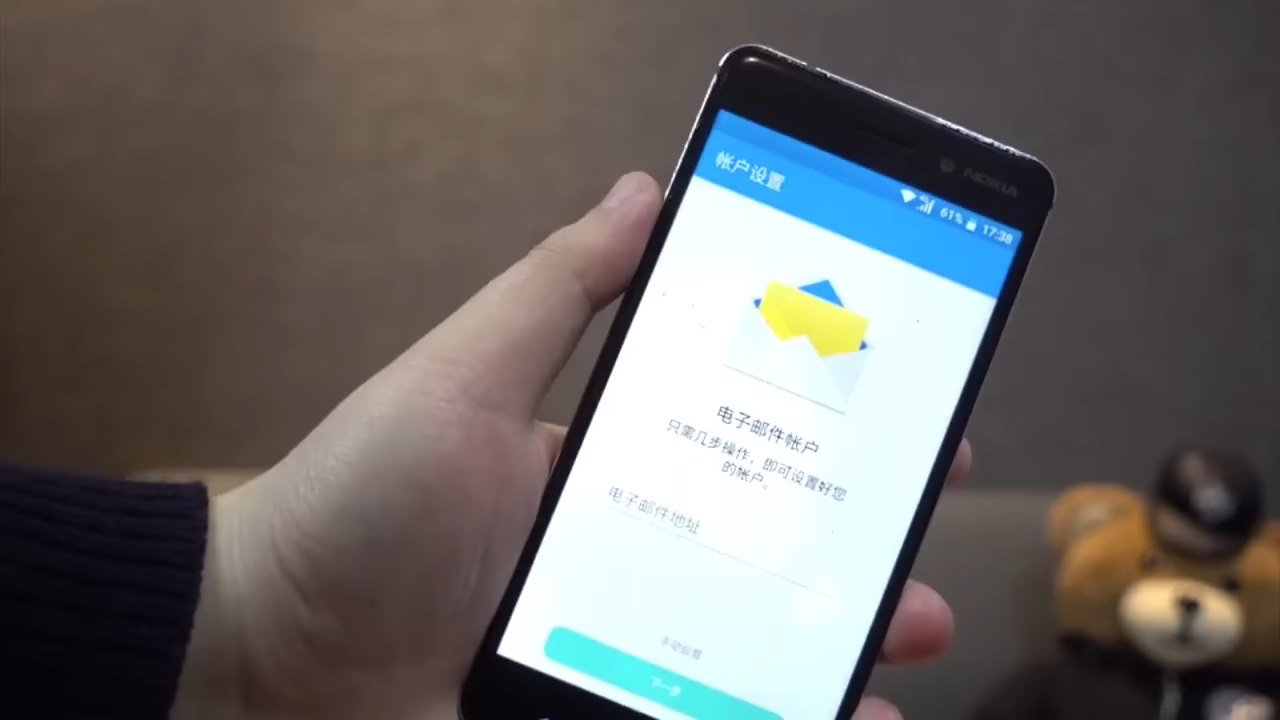 NOKIA
61% 17:38
帐户设置
电子邮件帐户
只需几步操作，即可设置好您
的帐户。
电子邮件地址
手动设置
下一步